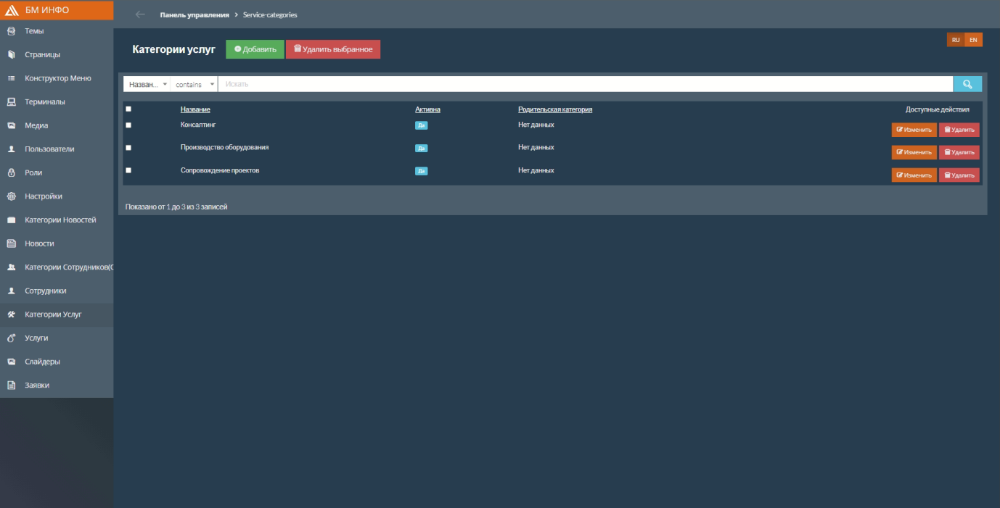 БМ ИНФО
Панель управления > Service-categories
Темы
Страницы
Конструктор Меню
Терминалы
Медиа
Пользователи
Роли
Настройки
Категории Новостей
Новости
Категории Сотрудников(
Сотрудники
Категории Услуг
Услуги
Слайдеры
Заявки
RU EN
Категории услуг Добавить Удалить выбранное
Назван... contains Искать
Название Активна Родительская категория Доступные действия
Консалтинг Да Нет данных Изменить Удалить
Производство оборудования Да Нет данных Изменить Удалить
Сопровождение проектов Да Нет данных Изменить Удалить
Показано от 1 до 3 из 3 записей